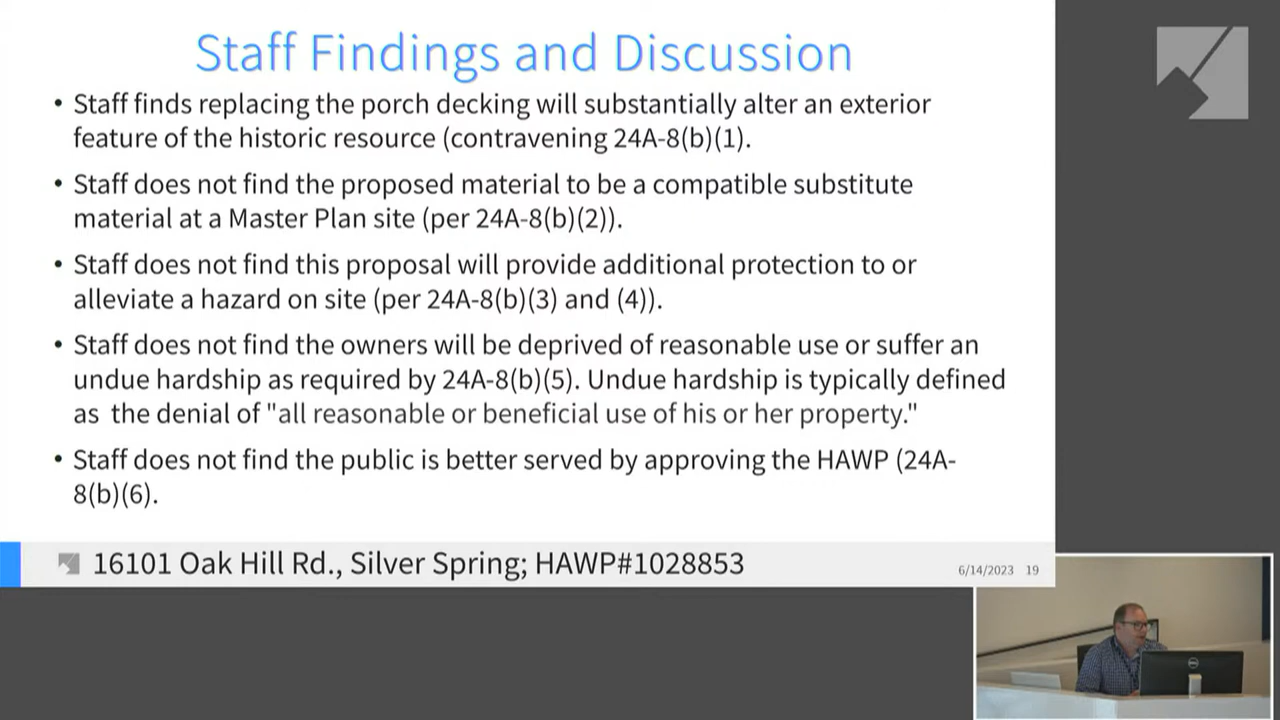 Staff Findings and Discussion
• Staff finds replacing the porch decking will substantially alter an exterior
feature of the historic resource (contravening 24A-8(b)(1).
• Staff does not find the proposed material to be a compatible substitute
material at a Master Plan site (per 24A-8(b)(2)).
• Staff does not find this proposal will provide additional protection to or
alleviate a hazard on site (per 24A-8(b)(3) and (4)).
• Staff does not find the owners will be deprived of reasonable use or suffer an
undue hardship as required by 24A-8(b)(5). Undue hardship is typically defined
as the denial of "all reasonable or beneficial use of his or her property."
• Staff does not find the public is better served by approving the HAWP (24A-
8(b)(6).
16101 Oak Hill Rd., Silver Spring; HAWP#1028853
6/14/2023 19
DELL